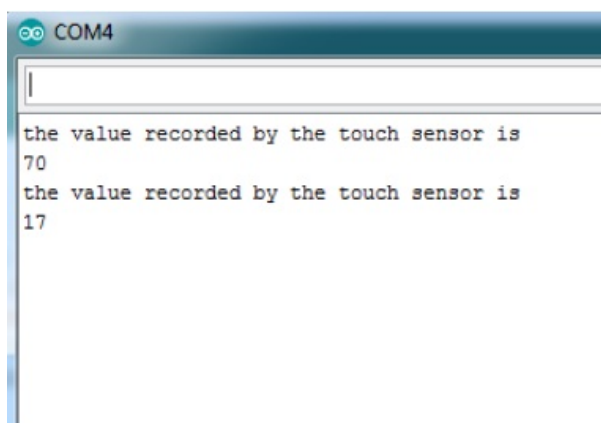 COM4
the value recorded by the touch sensor is
70
the value recorded by the touch sensor is
17